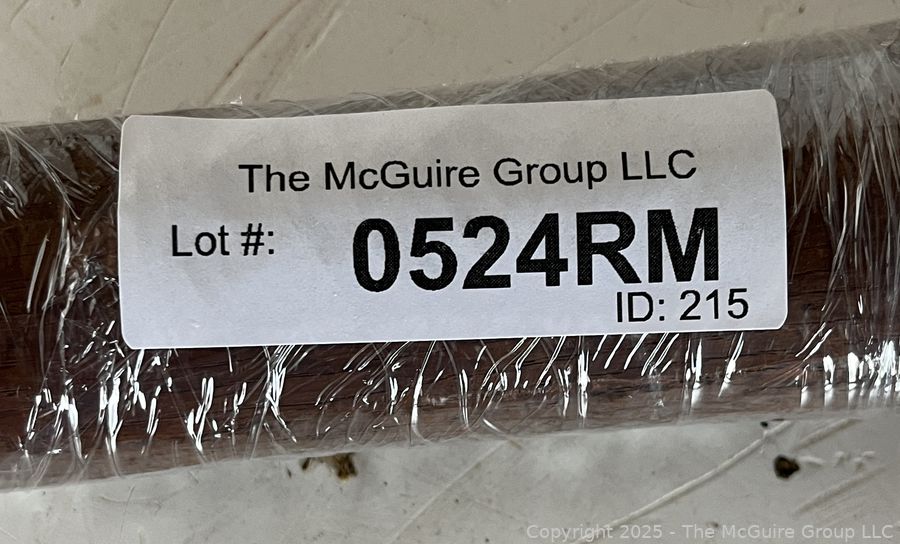 The McGuire Group LLC
Lot #: 0524RM
ID: 215
Copyright 2025 - The McGuire Group LLC